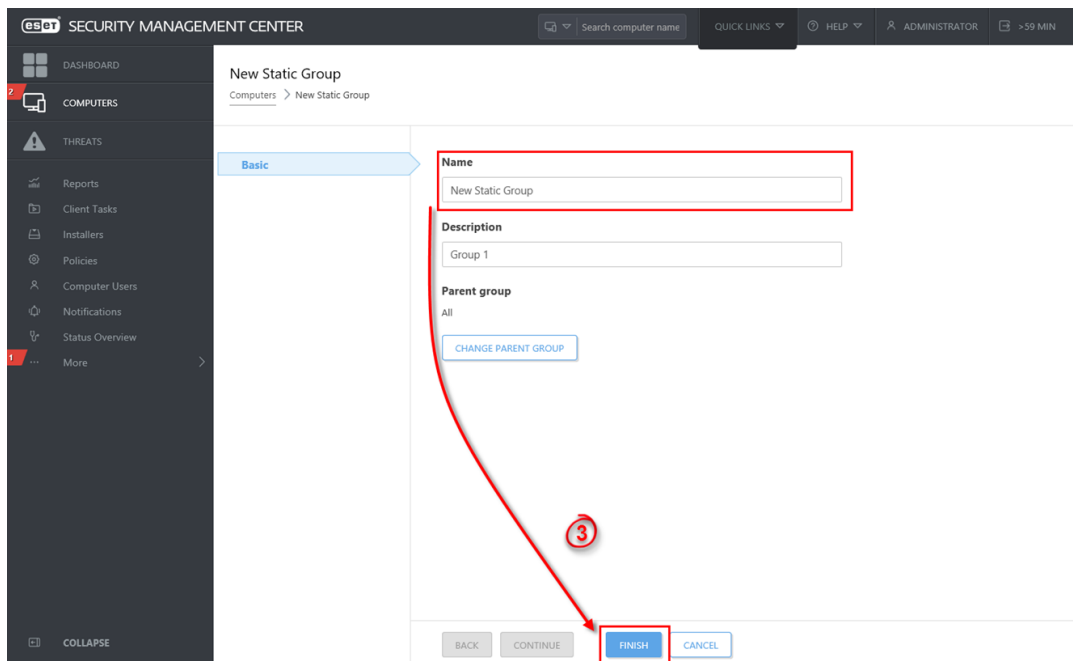 eset SECURITY MANAGEMENT CENTER
Search computer name
QUICK LINKS
HELP
ADMINISTRATOR
>59 MIN
DASHBOARD
2
COMPUTERS
THREATS
Reports
Client Tasks
Installers
Policies
Computer Users
Notifications
Status Overview
1
... More
COLLAPSE
New Static Group
Computers > New Static Group
Basic
Name
New Static Group
Description
Group 1
Parent group
All
CHANGE PARENT GROUP
3
BACK CONTINUE FINISH CANCEL